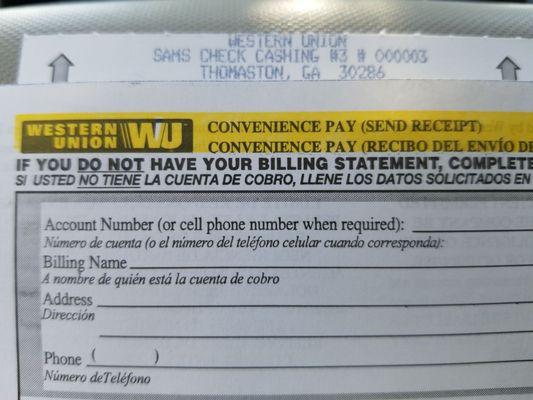 WESTERN UNION
SAMS CHECK CASHING #3 # 000003
THOMASTON, GA 30286
WESTERN UNION WU CONVENIENCE PAY (SEND RECEIPT)
CONVENIENCE PAY (RECIBO DEL ENVÍO DE
IF YOU DO NOT HAVE YOUR BILLING STATEMENT, COMPLETE
SI USTED NO TIENE LA CUENTA DE COBRO, LLENE LOS DATOS SOLICITADOS EN
Account Number (or cell phone number when required):
Número de cuenta (o el número del teléfono celular cuando corresponda):
Billing Name
A nombre de quién está la cuenta de cobro
Address
Dirección
Phone ( )
Número deTeléfono